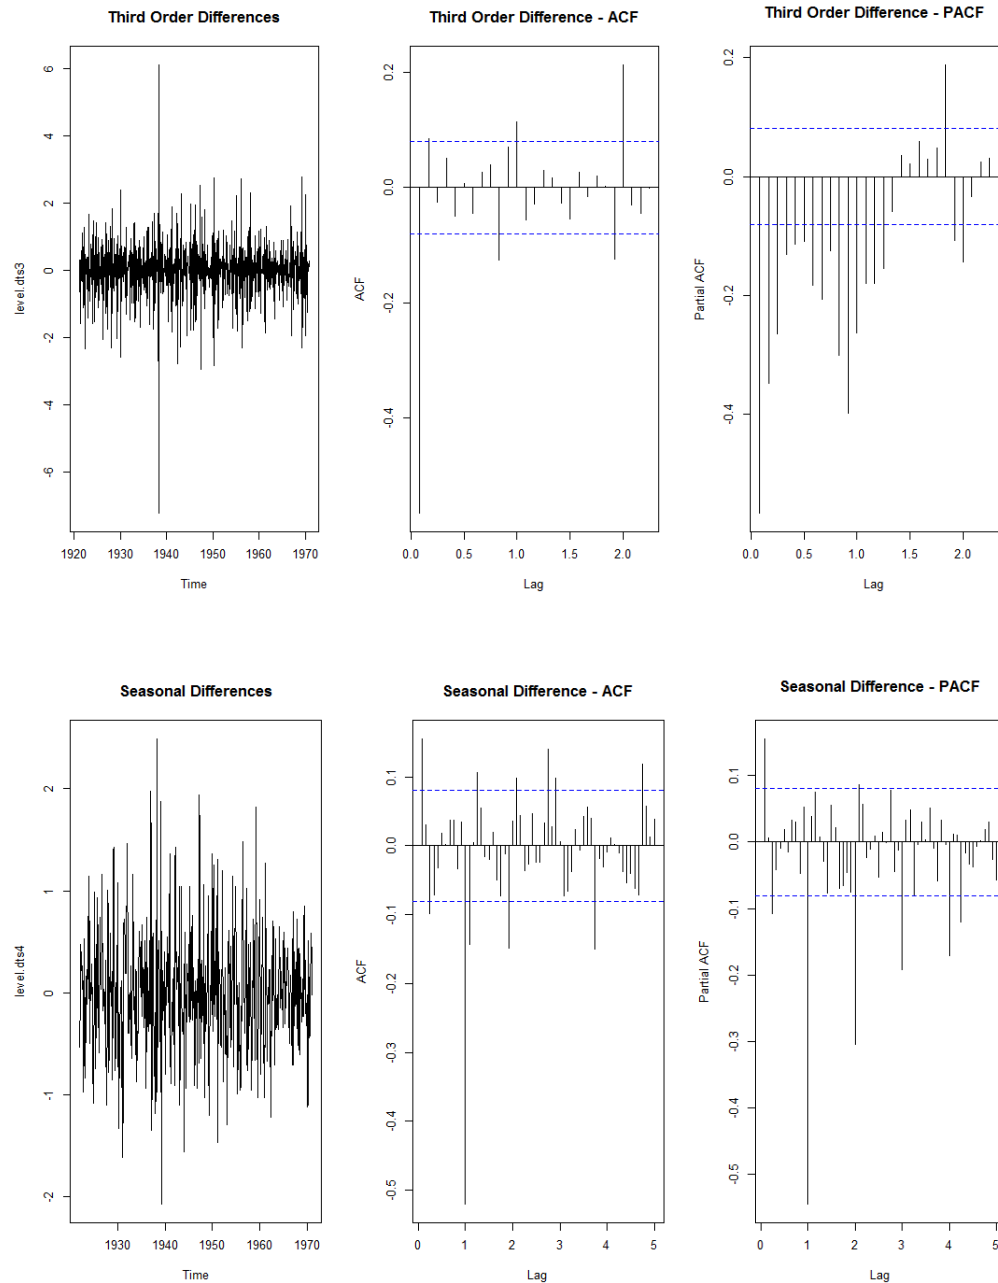 Third Order Differences
6
4
2
0
-2
-4
-6
level.dts3
1920 1930 1940 1950 1960 1970
Time
Third Order Difference - ACF
0.2
0.0
-0.2
-0.4
ACF
0.0 0.5 1.0 1.5 2.0
Lag
Third Order Difference - PACF
0.2
0.0
-0.2
-0.4
Partial ACF
0.0 0.5 1.0 1.5 2.0
Lag
Seasonal Differences
2
1
0
-1
-2
level.dts4
1930 1940 1950 1960 1970
Time
Seasonal Difference - ACF
0.1
0.0
-0.1
-0.2
-0.3
-0.4
-0.5
ACF
0 1 2 3 4 5
Lag
Seasonal Difference - PACF
0.1
0.0
-0.1
-0.2
-0.3
-0.4
-0.5
Partial ACF
0 1 2 3 4 5
Lag